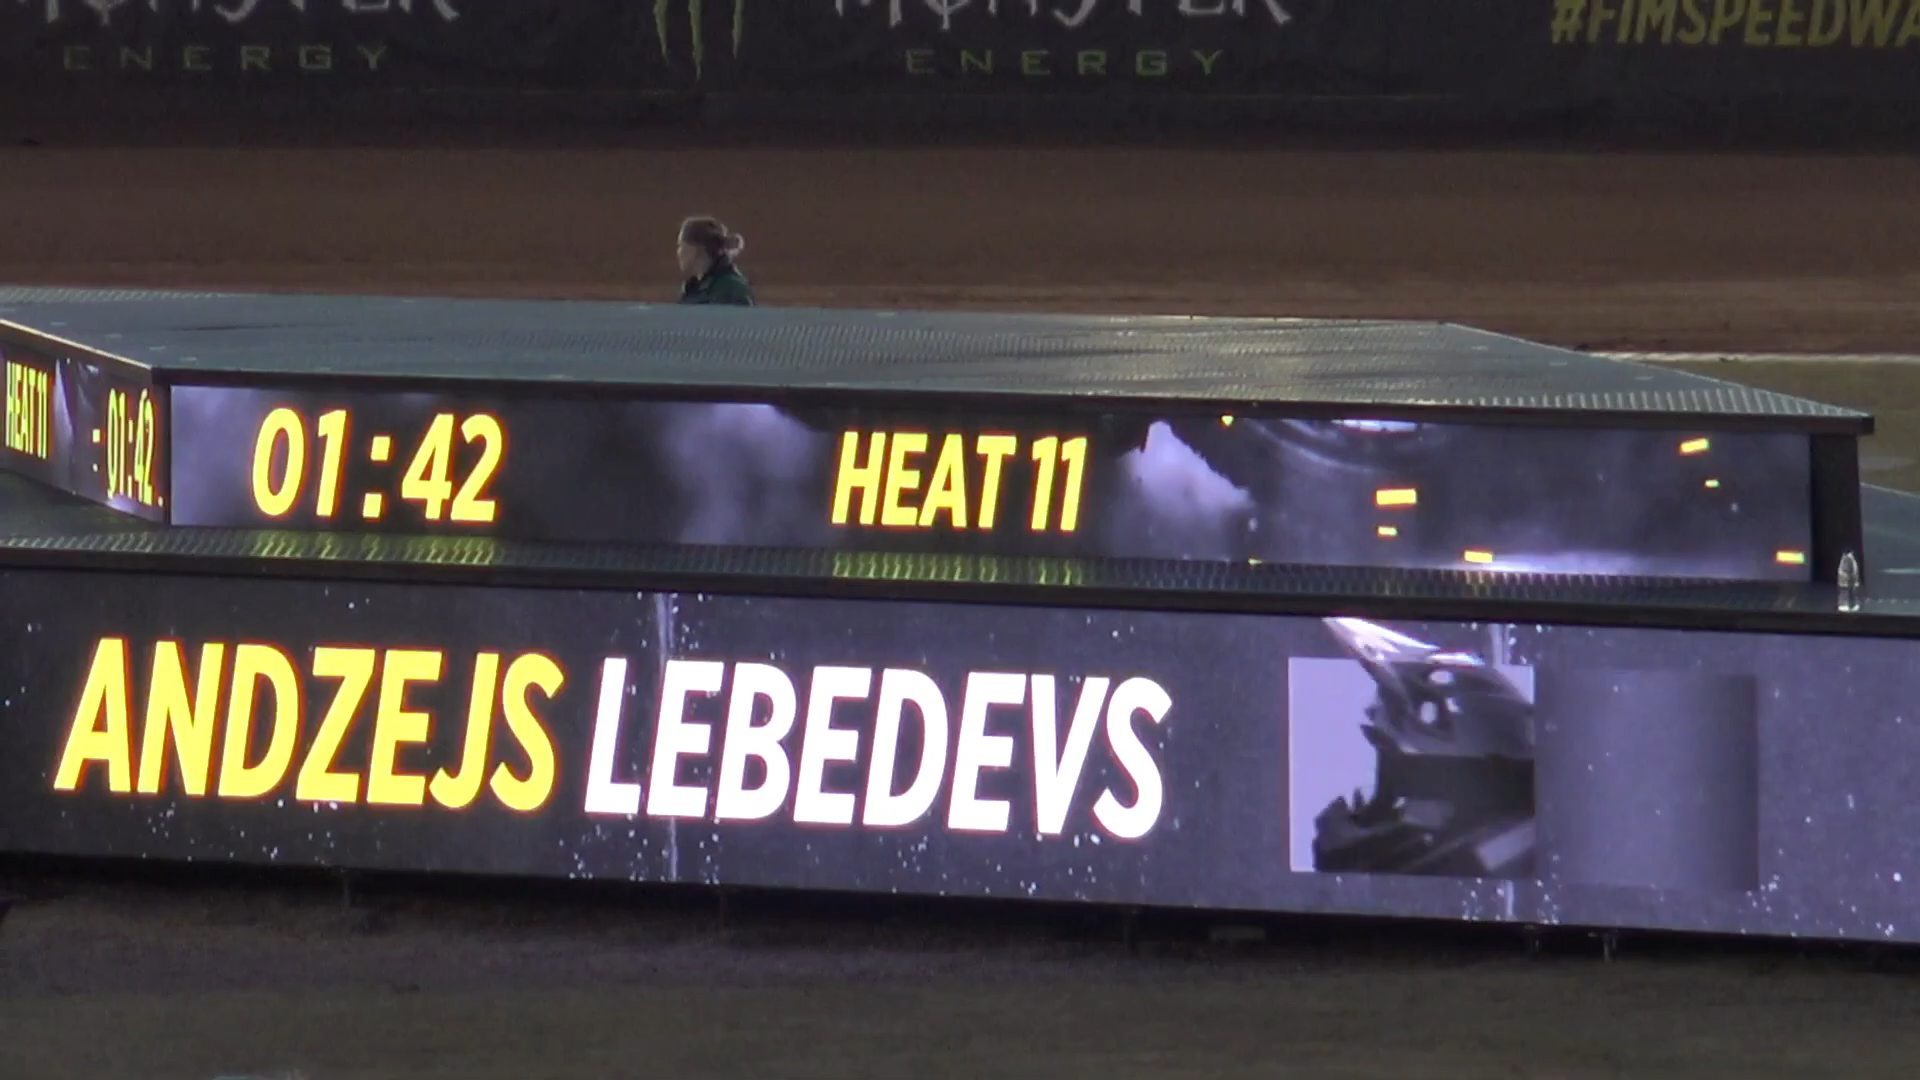 MONSTER
ENERGY
MONSTER
ENERGY
#FIMSPEEDWA
HEAT 11
:01:42
01:42
HEAT 11
ANDZEJS LEBEDEVS